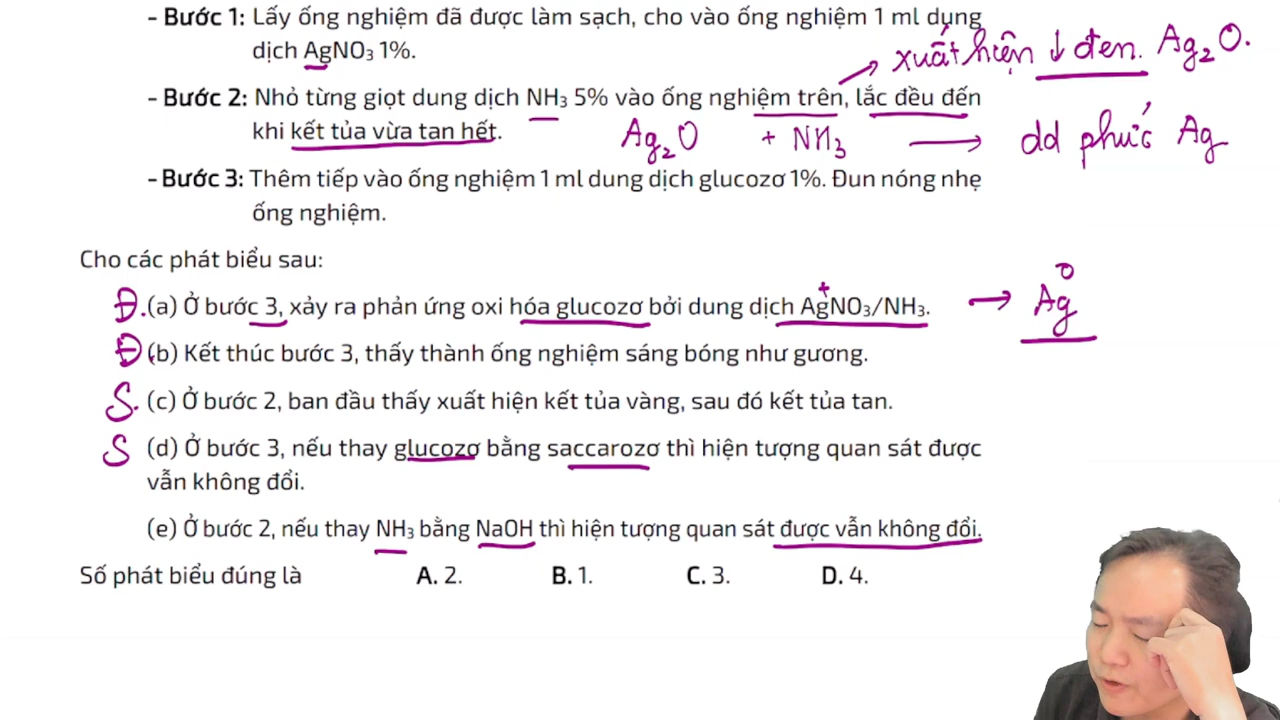 - Bước 1: Lấy ống nghiệm đã được làm sạch, cho vào ống nghiệm 1 ml dung
dịch AgNO₃ 1%.
xuất hiện ↓ đen. Ag₂O.
- Bước 2: Nhỏ từng giọt dung dịch NH₃ 5% vào ống nghiệm trên, lắc đều đến
khi kết tủa vừa tan hết.
Ag₂O + NH₃ → dd phức Ag
- Bước 3: Thêm tiếp vào ống nghiệm 1 ml dung dịch glucozơ 1%. Đun nóng nhẹ
ống nghiệm.
Cho các phát biểu sau:
Đ. (a) Ở bước 3, xảy ra phản ứng oxi hóa glucozơ bởi dung dịch Ag⁺NO₃/NH₃. → Ag⁰
Đ (b) Kết thúc bước 3, thấy thành ống nghiệm sáng bóng như gương.
S. (c) Ở bước 2, ban đầu thấy xuất hiện kết tủa vàng, sau đó kết tủa tan.
S (d) Ở bước 3, nếu thay glucozơ bằng saccarozơ thì hiện tượng quan sát được
vẫn không đổi.
(e) Ở bước 2, nếu thay NH₃ bằng NaOH thì hiện tượng quan sát được vẫn không đổi.
Số phát biểu đúng là A. 2. B. 1. C. 3. D. 4.